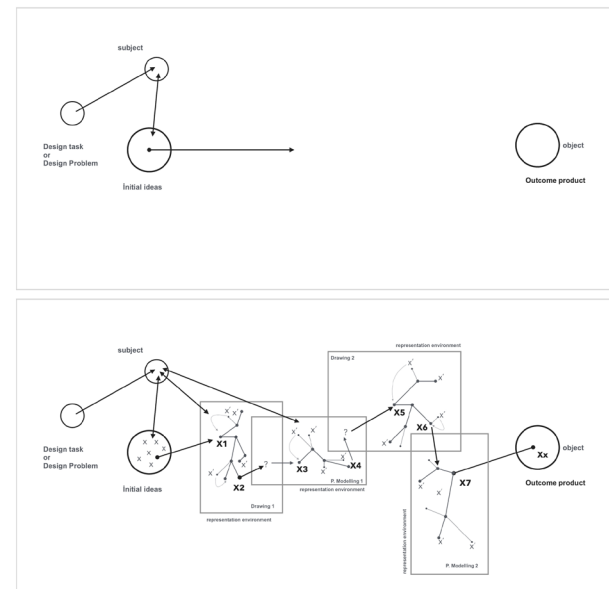 subject
Design task
or
Design Problem
İnitial ideas
object
Outcome product
representation environment
Drawing 2
subject
X5
X6
X1
?
X4
X3
X2
?
Xx
object
X7
Design task
or
Design Problem
İnitial ideas
P. Modelling 1
representation environment
Outcome product
Drawing 1
representation environment
representation environment
P. Modelling 2